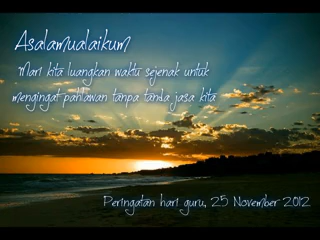 Asalamualaikum
Mari kita luangkan waktu sejenak untuk
mengingat pahlawan tanpa tanda jasa kita
Peringatan hari guru, 25 November 2012